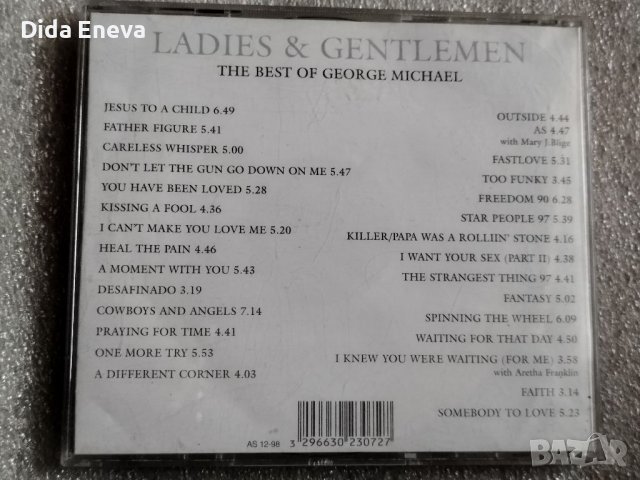 Dida Eneva
LADIES & GENTLEMEN
THE BEST OF GEORGE MICHAEL
JESUS TO A CHILD 6.49
FATHER FIGURE 5.41
CARELESS WHISPER 5.00
DON'T LET THE GUN GO DOWN ON ME 5.47
YOU HAVE BEEN LOVED 5.28
KISSING A FOOL 4.36
I CAN'T MAKE YOU LOVE ME 5.20
HEAL THE PAIN 4.46
A MOMENT WITH YOU 5.43
DESAFINADO 3.19
COWBOYS AND ANGELS 7.14
PRAYING FOR TIME 4.41
ONE MORE TRY 5.53
A DIFFERENT CORNER 4.03
OUTSIDE 4.44
AS 4.47
with Mary J.Blige
FASTLOVE 5.31
TOO FUNKY 3.45
FREEDOM 90 6.28
STAR PEOPLE 97 5.39
KILLER/PAPA WAS A ROLLIIN' STONE 4.16
I WANT YOUR SEX (PART II) 4.38
THE STRANGEST THING 97 4.41
FANTASY 5.02
SPINNING THE WHEEL 6.09
WAITING FOR THAT DAY 4.50
I KNEW YOU WERE WAITING (FOR ME) 3.58
with Aretha Franklin
FAITH 3.14
SOMEBODY TO LOVE 5.23
AS 12-98
3 296630 230727
BAZAR